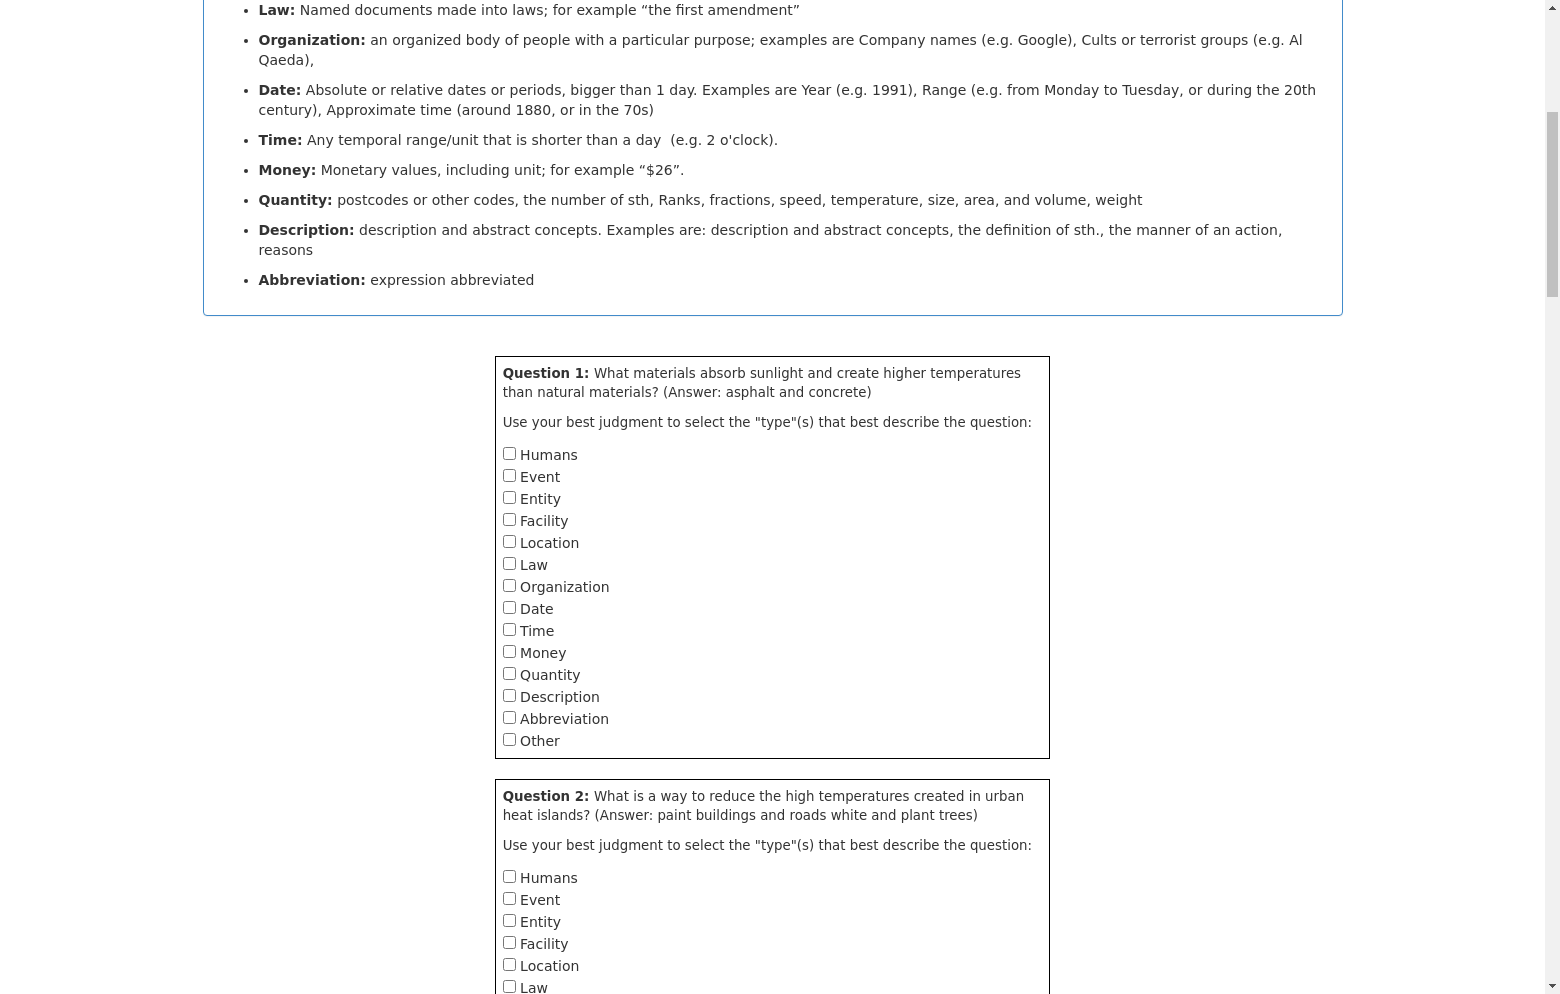 Law: Named documents made into laws; for example “the first amendment”
Organization: an organized body of people with a particular purpose; examples are Company names (e.g. Google), Cults or terrorist groups (e.g. Al
Qaeda),
Date: Absolute or relative dates or periods, bigger than 1 day. Examples are Year (e.g. 1991), Range (e.g. from Monday to Tuesday, or during the 20th
century), Approximate time (around 1880, or in the 70s)
Time: Any temporal range/unit that is shorter than a day  (e.g. 2 o'clock).
Money: Monetary values, including unit; for example “$26”.
Quantity: postcodes or other codes, the number of sth, Ranks, fractions, speed, temperature, size, area, and volume, weight
Description: description and abstract concepts. Examples are: description and abstract concepts, the definition of sth., the manner of an action,
reasons
Abbreviation: expression abbreviated
Question 1: What materials absorb sunlight and create higher temperatures
than natural materials? (Answer: asphalt and concrete)
Use your best judgment to select the "type"(s) that best describe the question:
Humans
Event
Entity
Facility
Location
Law
Organization
Date
Time
Money
Quantity
Description
Abbreviation
Other
Question 2: What is a way to reduce the high temperatures created in urban
heat islands? (Answer: paint buildings and roads white and plant trees)
Use your best judgment to select the "type"(s) that best describe the question:
Humans
Event
Entity
Facility
Location
Law